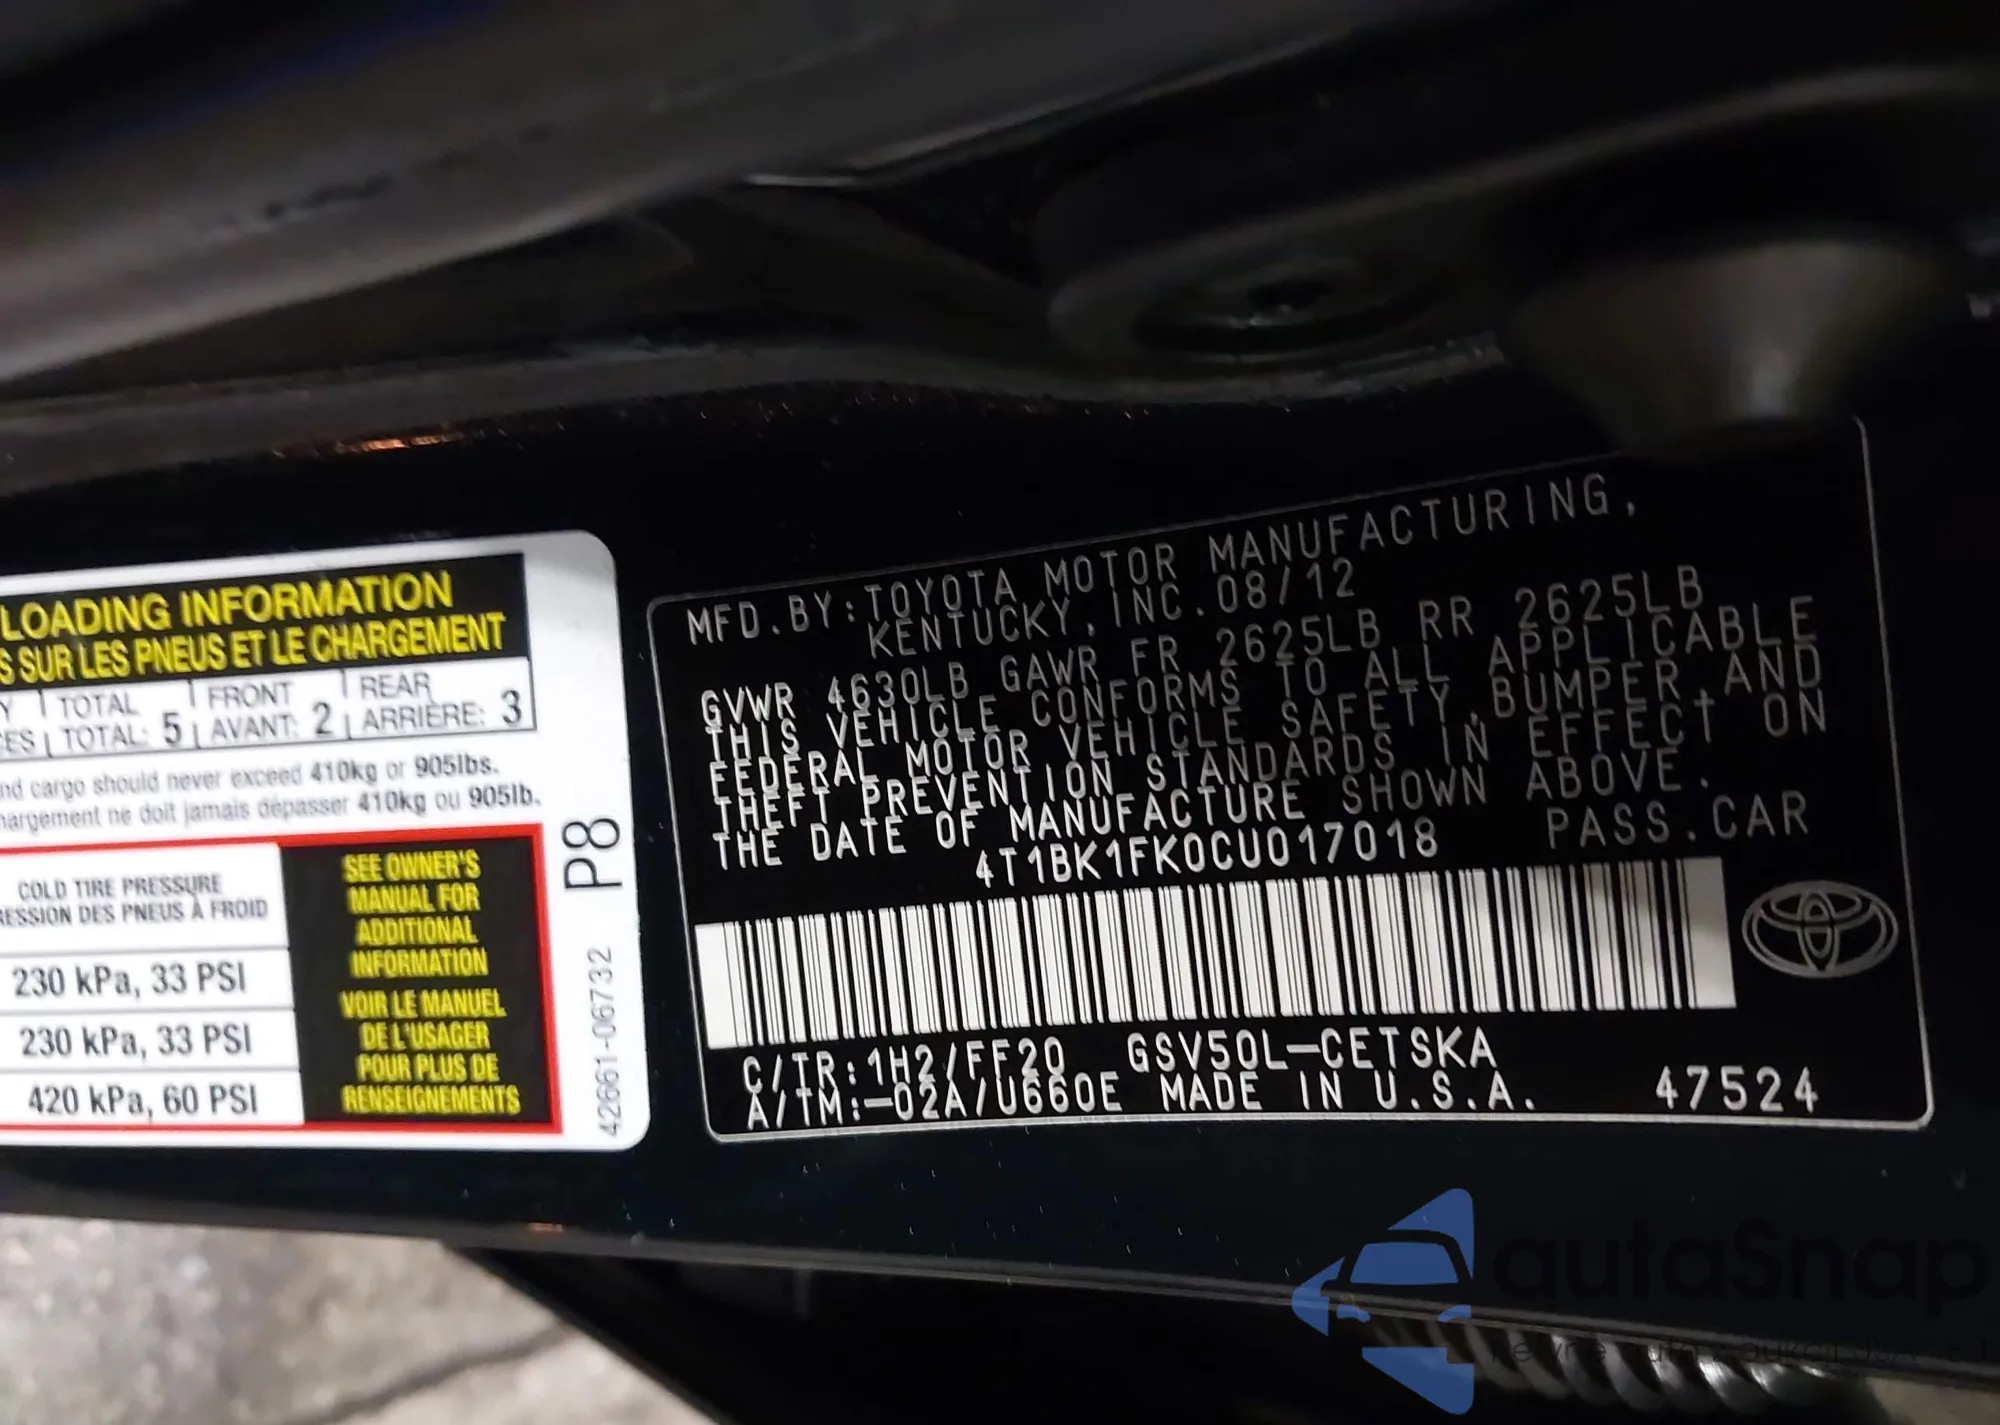 LOADING INFORMATION
S SUR LES PNEUS ET LE CHARGEMENT
TOTAL FRONT REAR
TOTAL: 5 AVANT: 2 ARRIÈRE: 3
cargo should never exceed 410kg or 905lbs.
ne doit jamais dépasser 410kg ou 905lb.
COLD TIRE PRESSURE
DES PNEUS À FROID
230 kPa, 33 PSI
230 kPa, 33 PSI
420 kPa, 60 PSI
SEE OWNER'S
MANUAL FOR
ADDITIONAL
INFORMATION
VOIR LE MANUEL
DE L'USAGER
POUR PLUS DE
RENSEIGNEMENTS
P8
42661-06732
MFD.BY:TOYOTA MOTOR MANUFACTURING,
KENTUCKY, INC. 08/12
GVWR 4630LB GAWR FR 2625LB RR 2625LB
THIS VEHICLE CONFORMS TO ALL APPLICABLE
FEDERAL MOTOR VEHICLE SAFETY,BUMPER,AND
THEFT PREVENTION STANDARDS IN EFFECT ON
THE DATE OF MANUFACTURE SHOWN ABOVE.
4T1BK1FK0CU017018 PASS.CAR
C/TR:1H2/FF20 GSV50L-CETSKA
A/TM:-02A/U660E MADE IN U.S.A. 47524
autaSnap